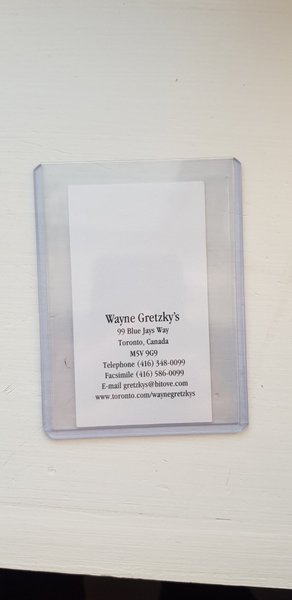 Wayne Gretzky's
99 Blue Jays Way
Toronto, Canada
M5V 9G9
Telephone (416) 348-0099
Facsimile (416) 586-0099
E-mail gretzkys@bitove.com
www.toronto.com/waynegretzkys